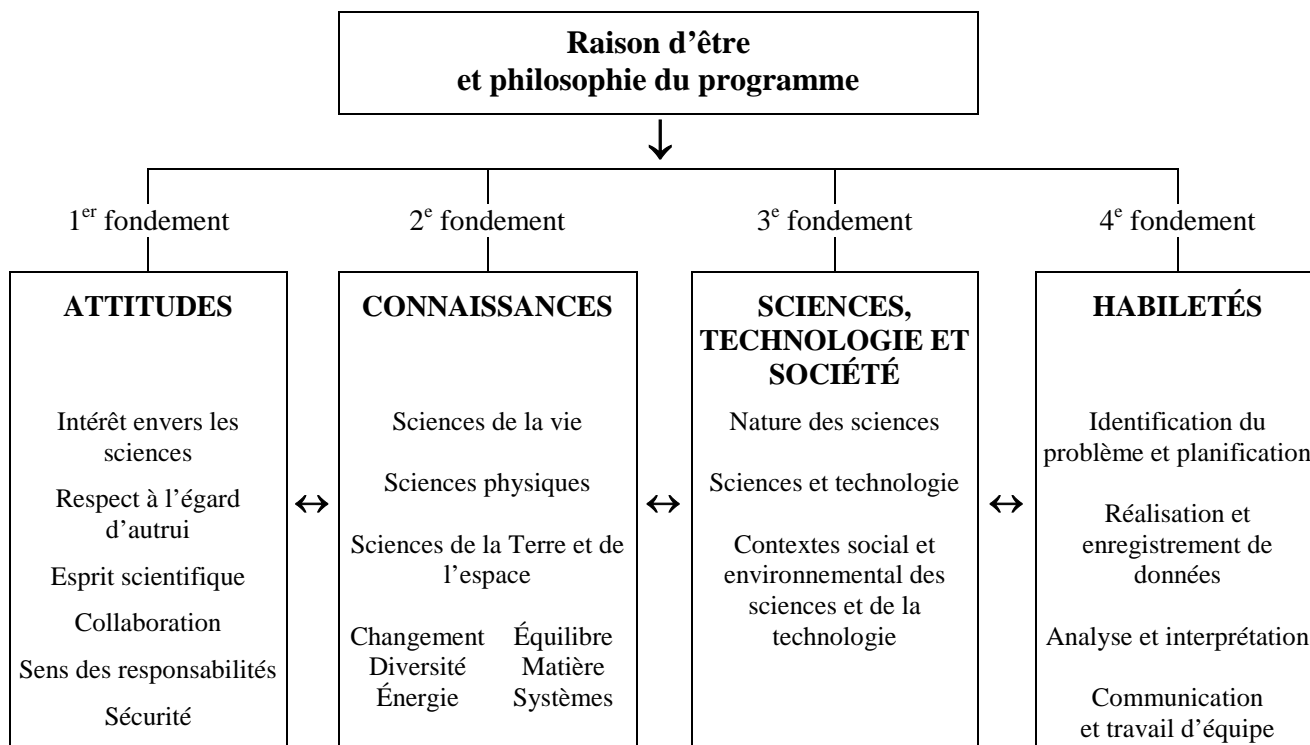 Raison d’être
et philosophie du programme
↓
1er fondement
2e fondement
3e fondement
4e fondement
ATTITUDES
Intérêt envers les
sciences
Respect à l’égard
d’autrui
Esprit scientifique
Collaboration
Sens des responsabilités
Sécurité
↔
CONNAISSANCES
Sciences de la vie
Sciences physiques
Sciences de la Terre et de
l’espace
Changement Équilibre
Diversité Matière
Énergie Systèmes
↔
SCIENCES,
TECHNOLOGIE ET
SOCIÉTÉ
Nature des sciences
Sciences et technologie
Contextes social et
environnemental des
sciences et de la
technologie
↔
HABILETÉS
Identification du
problème et planification
Réalisation et
enregistrement de
données
Analyse et interprétation
Communication
et travail d’équipe